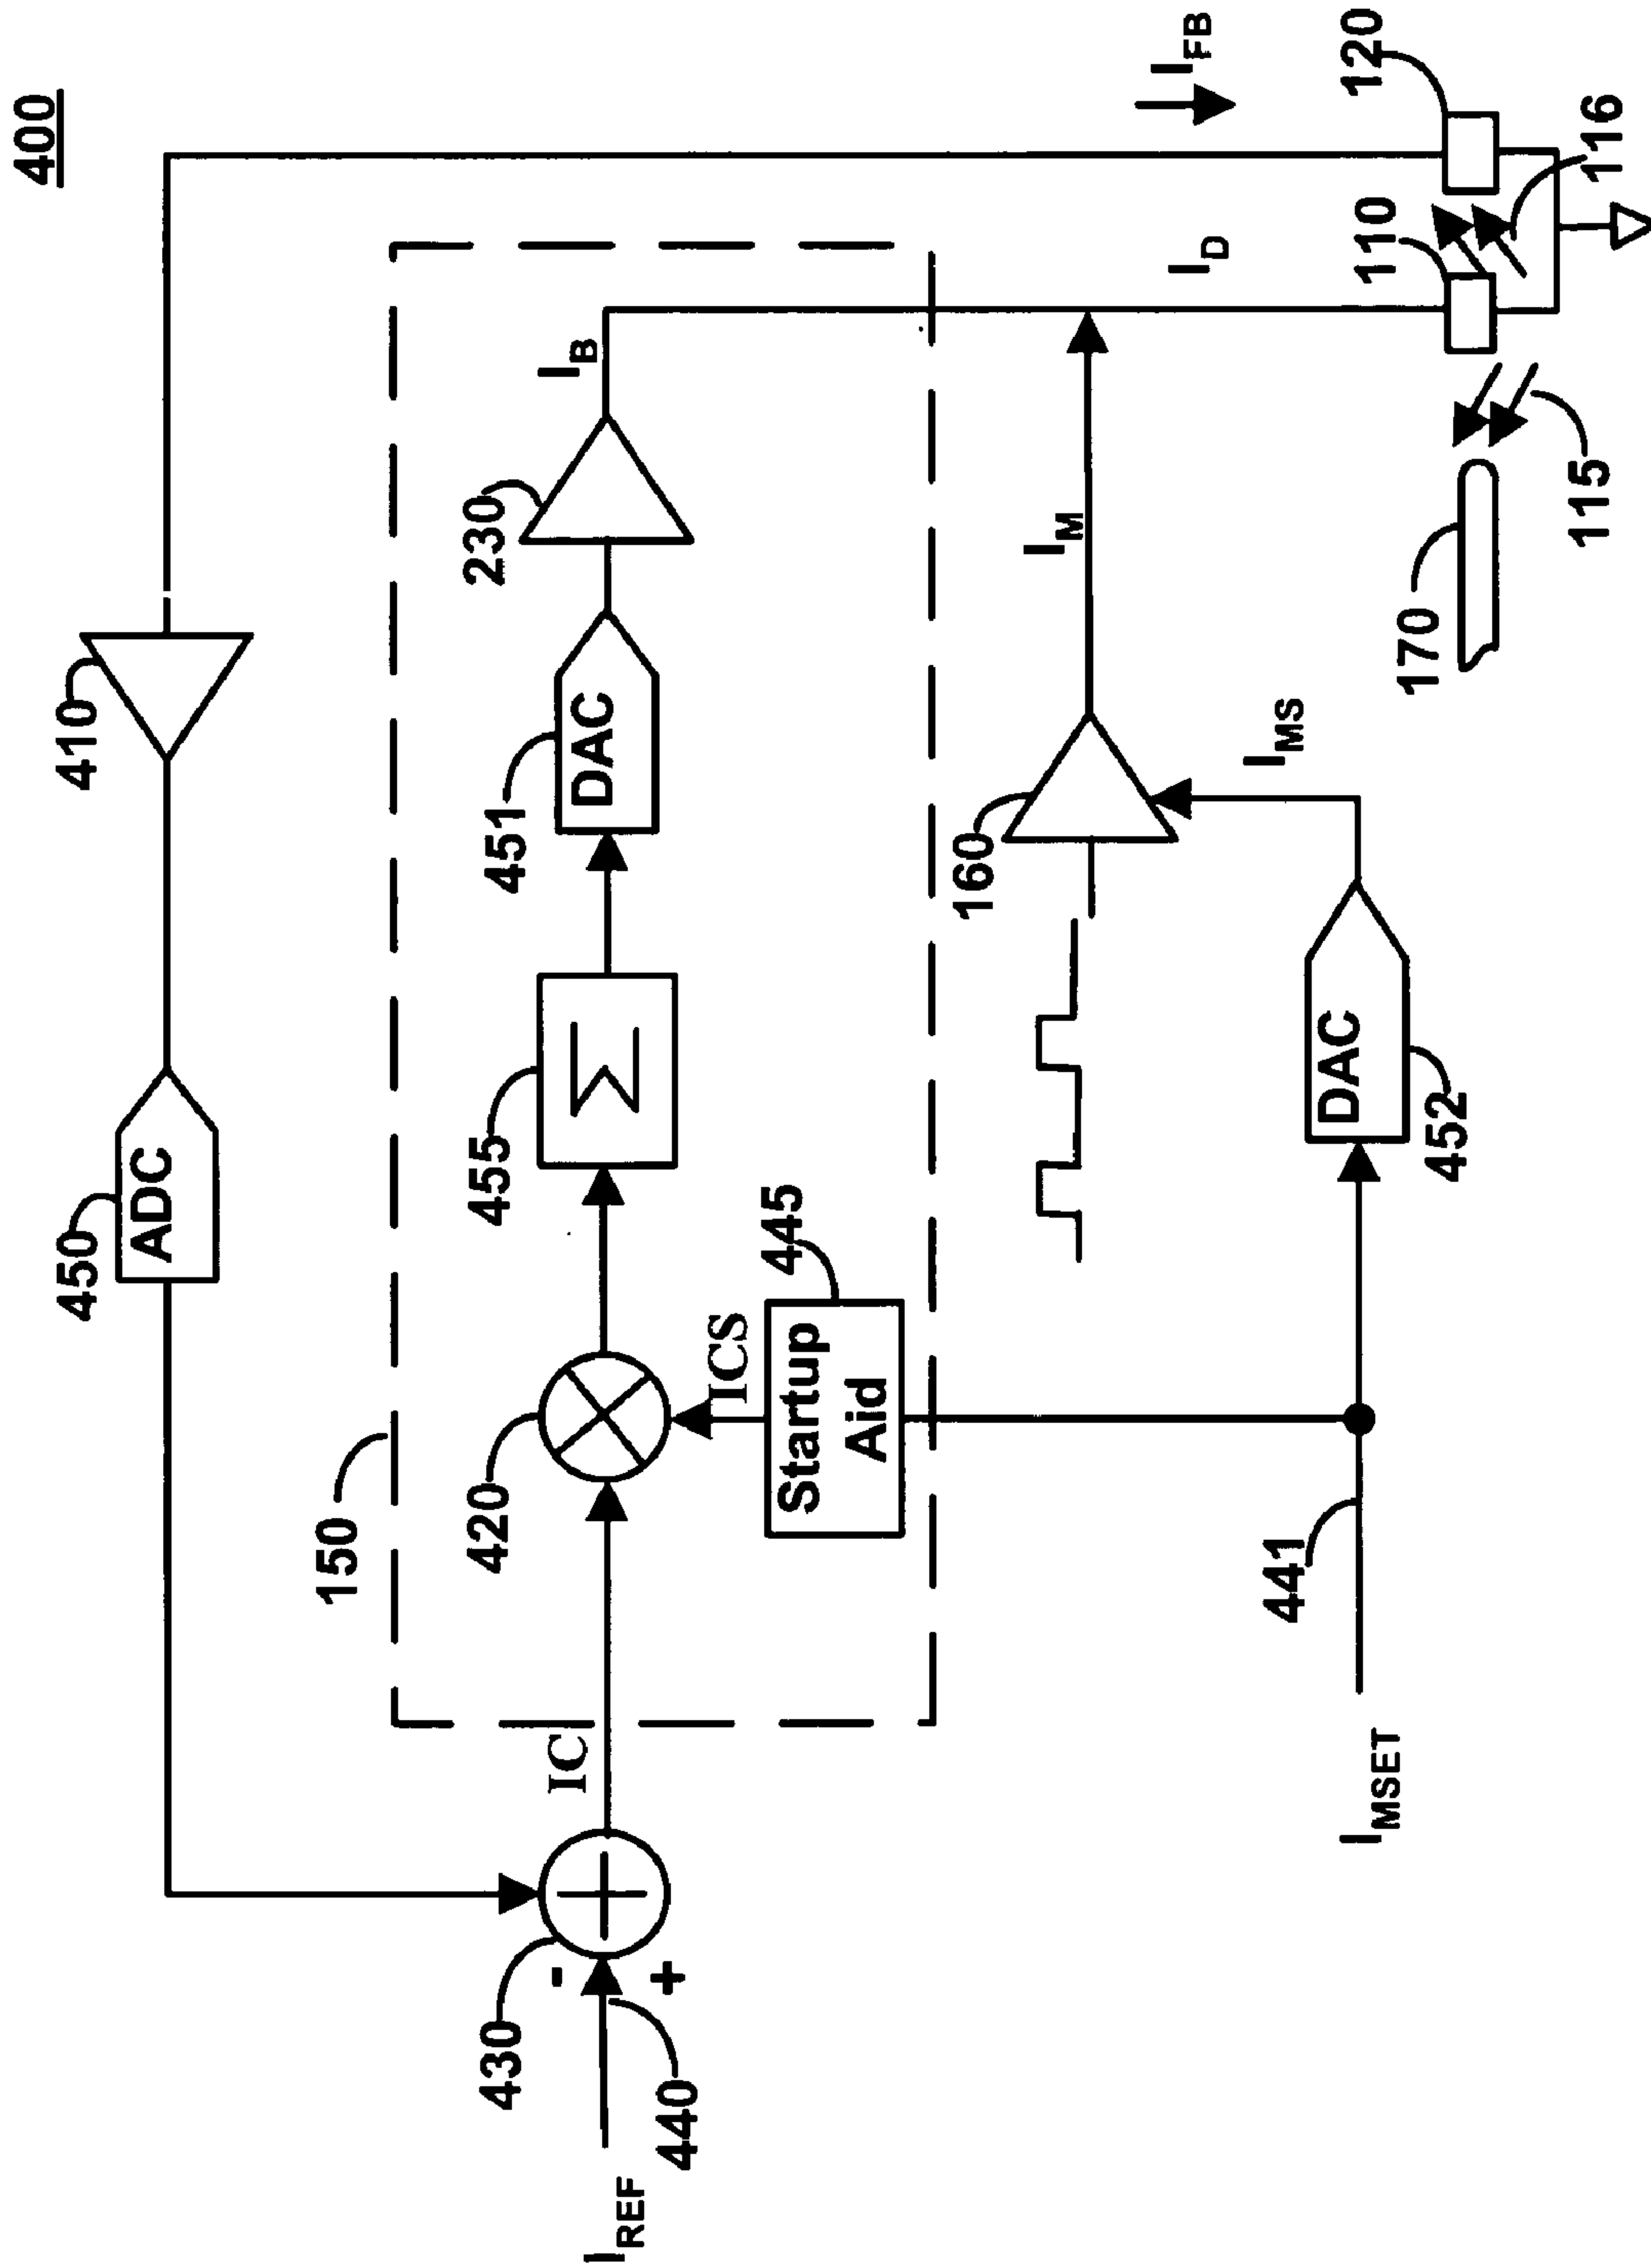 400
410
450
ADC
I_FB
150
I_B
230
451
DAC
455
Σ
420
ICS
445
Startup
Aid
IC
430
-
+
440
I_REF
I_D
I_M
160
I_MS
DAC
452
441
I_MSET
110
120
116
115
170